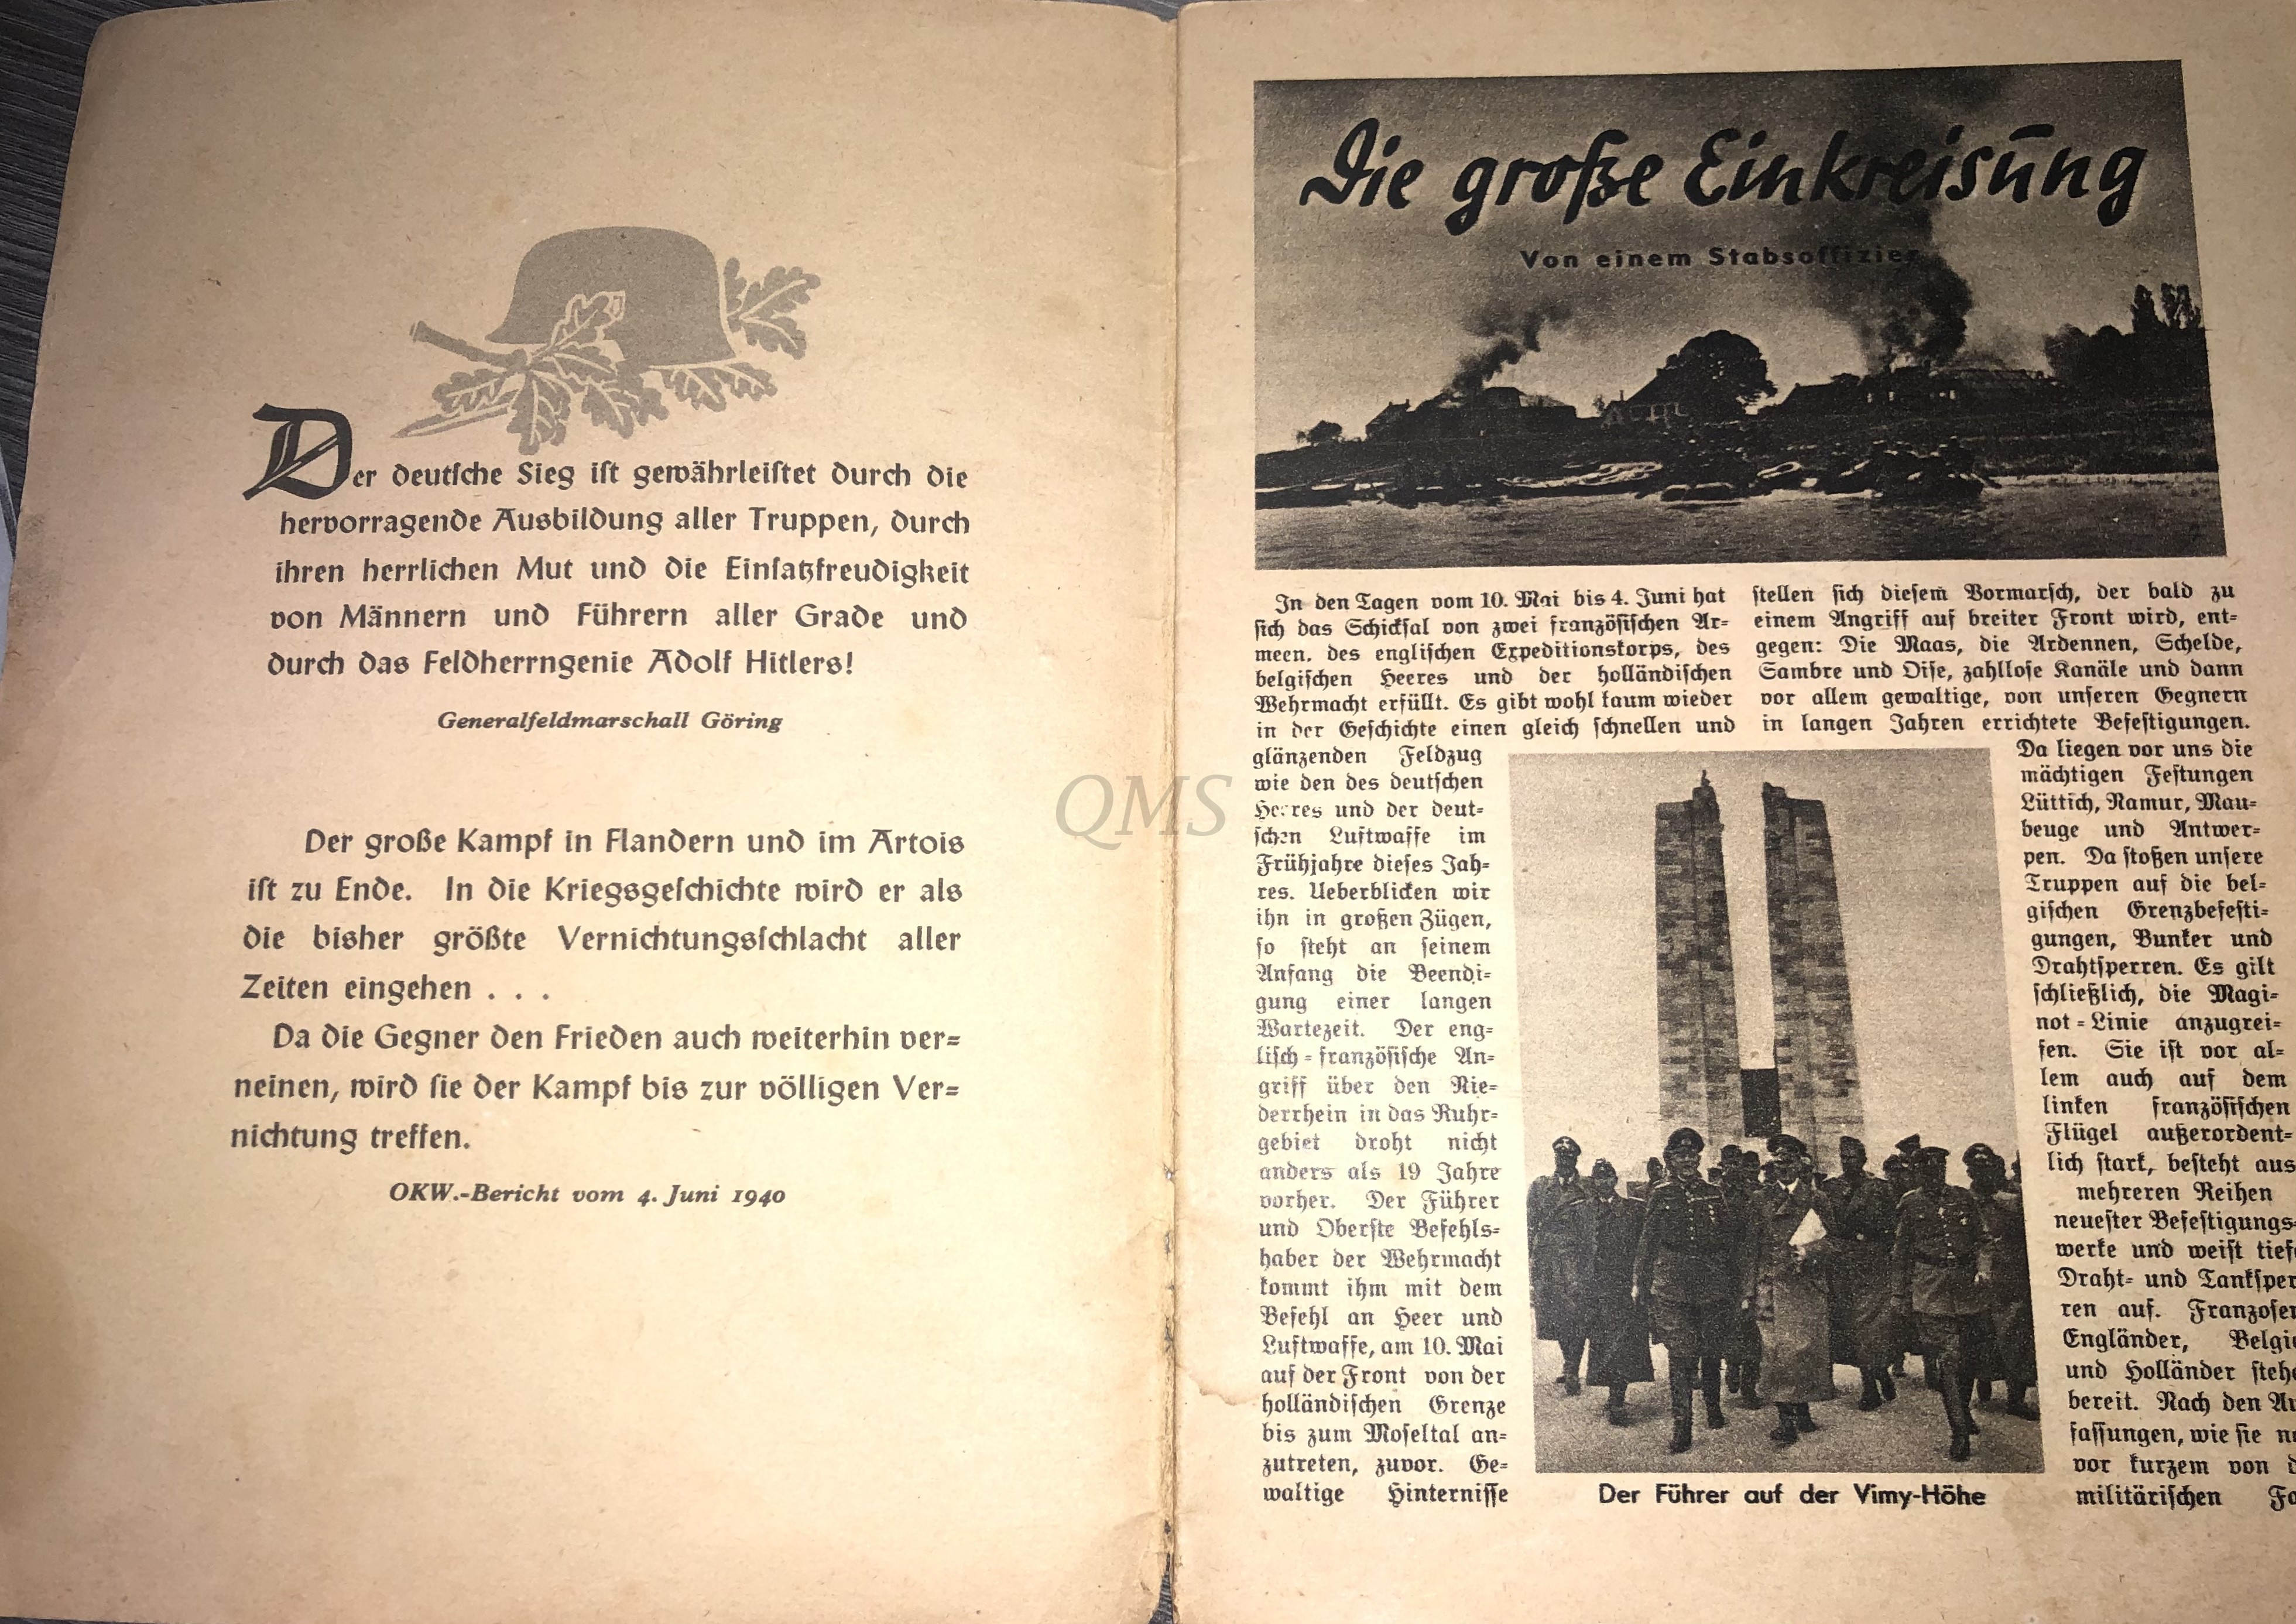 Der deutſche Sieg iſt gewährleiſtet durch die
hervorragende Ausbildung aller Truppen, durch
ihren herrlichen Mut und die Einſatzfreudigkeit
von Männern und Führern aller Grade und
durch das Feldherrngenie Adolf Hitlers!
Generalfeldmarschall Göring
Der große Kampf in Flandern und im Artois
iſt zu Ende. In die Kriegsgeſchichte wird er als
die bisher größte Vernichtungsſchlacht aller
Zeiten eingehen . . .
Da die Gegner den Frieden auch weiterhin ver-
neinen, wird ſie der Kampf bis zur völligen Ver-
nichtung treffen.
OKW.-Bericht vom 4. Juni 1940
QMS
Die große Einkreisung
Von einem Stabsoffizier
In den Tagen vom 10. Mai bis 4. Juni hat
ſich das Schickſal von zwei franzöſiſchen Ar-
meen, des engliſchen Expeditionskorps, des
belgiſchen Heeres und der holländiſchen
Wehrmacht erfüllt. Es gibt wohl kaum wieder
in der Geſchichte einen gleich ſchnellen und
glänzenden Feldzug
wie den des deutſchen
Heeres und der deut-
ſchen Luftwaffe im
Frühjahre dieſes Jah-
res. Ueberblicken wir
ihn in großen Zügen,
ſo ſteht an ſeinem
Anfang die Beendi-
gung einer langen
Wartezeit. Der eng-
liſch-franzöſiſche An-
griff über den Nie-
derrhein in das Ruhr-
gebiet droht nicht
anders als 19 Jahre
vorher. Der Führer
und Oberſte Befehls-
haber der Wehrmacht
kommt ihm mit dem
Befehl an Heer und
Luftwaffe, am 10. Mai
auf der Front von der
holländiſchen Grenze
bis zum Moſeltal an-
zutreten, zuvor. Ge-
waltige Hinterniſſe
ſtellen ſich dieſem Vormarſch, der bald zu
einem Angriff auf breiter Front wird, ent-
gegen: Die Maas, die Ardennen, Schelde,
Sambre und Oiſe, zahlloſe Kanäle und dann
vor allem gewaltige, von unſeren Gegnern
in langen Jahren errichtete Befeſtigungen.
Da liegen vor uns die
mächtigen Feſtungen
Lüttich, Namur, Mau-
beuge und Antwer-
pen. Da ſtoßen unſere
Truppen auf die bel-
giſchen Grenzbefeſti-
gungen, Bunker und
Drahtſperren. Es gilt
ſchließlich, die Magi-
not-Linie anzugrei-
fen. Sie iſt vor al-
lem auch auf dem
linken franzöſiſchen
Flügel außerordent-
lich ſtark, beſteht aus
mehreren Reihen
neueſter Befeſtigungs-
werke und weiſt
Draht- und
ren auf.
Engländer,
und Holländer
bereit. Nach den
faſſungen, wie ſie
vor kurzem von
militäriſchen
Der Führer auf der Vimy-Höhe